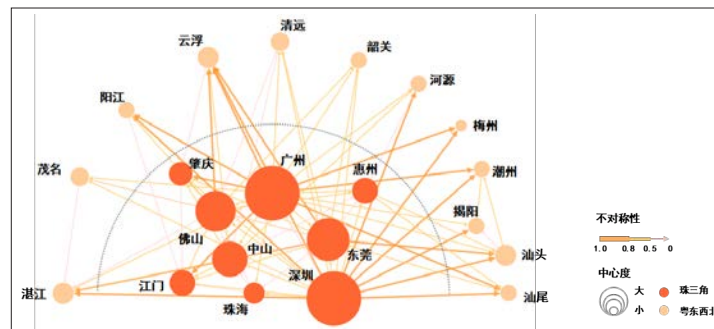 清远
云浮
韶关
河源
阳江
梅州
肇庆
广州
惠州
茂名
潮州
揭阳
佛山
中山
东莞
汕头
深圳
湛江
江门
珠海
汕尾
不对称性
1.0 0.8 0.5 0
中心度
大
小
珠三角
粤东西北